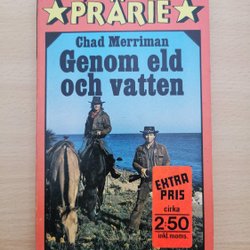 ★PRÄRIE★
Chad Merriman
Genom eld
och vatten
EXTRA
PRIS
cirka
2:50
inkl. moms.